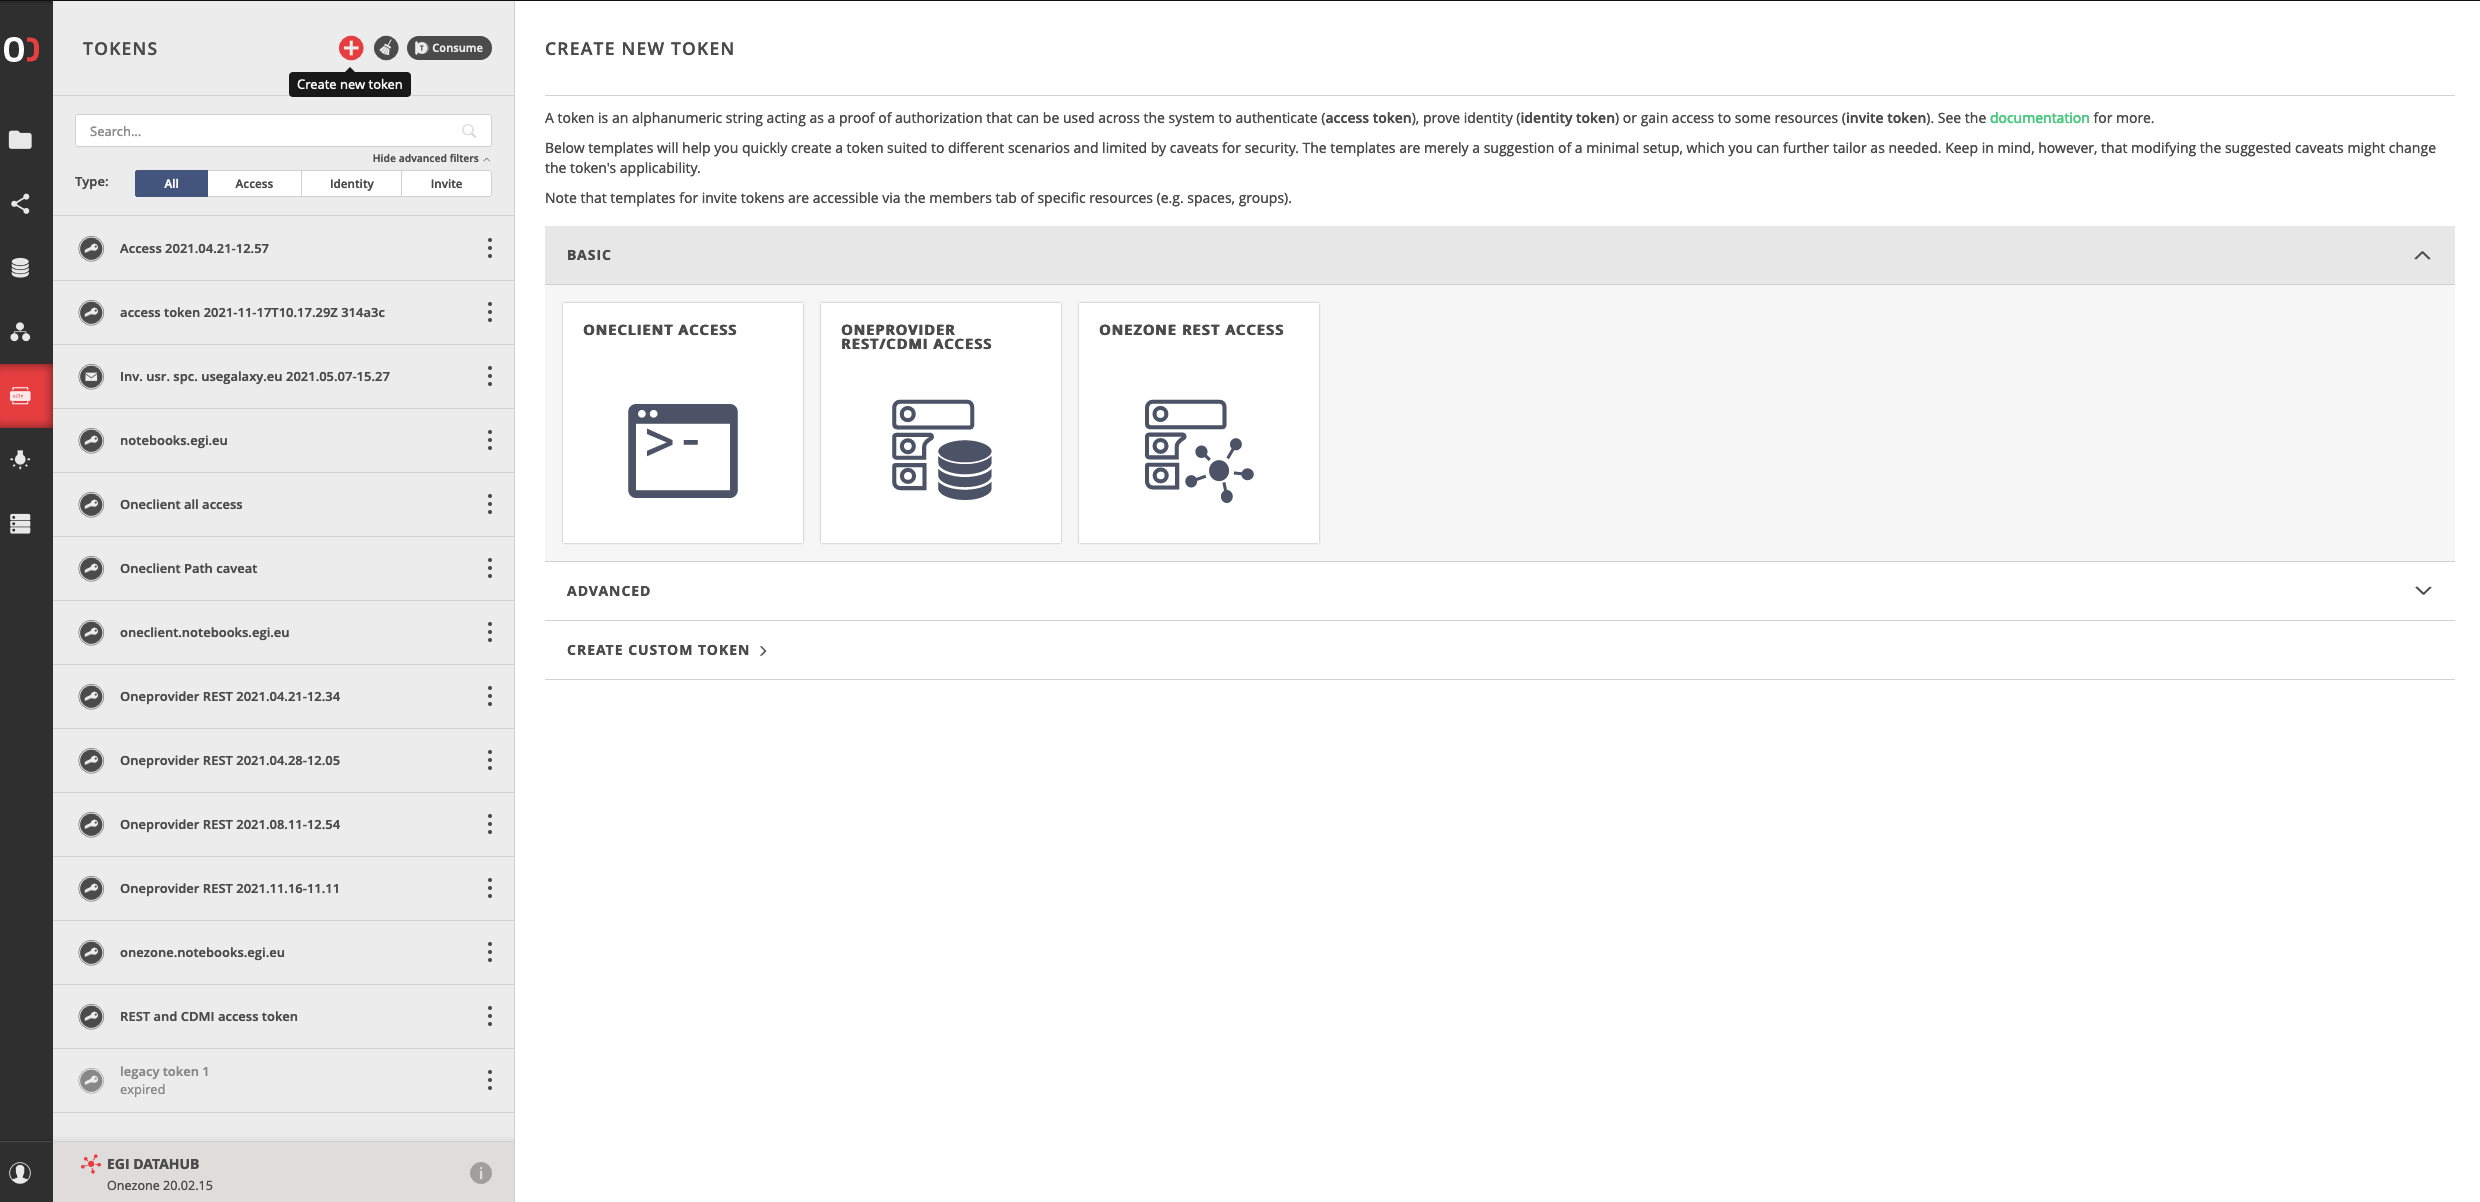 TOKENS
Consume
Create new token
Search...
Hide advanced filters
Type:
All
Access
Identity
Invite
Access 2021.04.21-12.57
access token 2021-11-17T10.17.29Z 314a3c
Inv. usr. spc. usegalaxy.eu 2021.05.07-15.27
notebooks.egi.eu
Oneclient all access
Oneclient Path caveat
oneclient.notebooks.egi.eu
Oneprovider REST 2021.04.21-12.34
Oneprovider REST 2021.04.28-12.05
Oneprovider REST 2021.08.11-12.54
Oneprovider REST 2021.11.16-11.11
onezone.notebooks.egi.eu
REST and CDMI access token
legacy token 1
expired
EGI DATAHUB
Onezone 20.02.15
CREATE NEW TOKEN
A token is an alphanumeric string acting as a proof of authorization that can be used across the system to authenticate (access token), prove identity (identity token) or gain access to some resources (invite token). See the documentation for more.
Below templates will help you quickly create a token suited to different scenarios and limited by caveats for security. The templates are merely a suggestion of a minimal setup, which you can further tailor as needed. Keep in mind, however, that modifying the suggested caveats might change
the token's applicability.
Note that templates for invite tokens are accessible via the members tab of specific resources (e.g. spaces, groups).
BASIC
ONECLIENT ACCESS
ONEPROVIDER
REST/CDMI ACCESS
ONEZONE REST ACCESS
ADVANCED
CREATE CUSTOM TOKEN